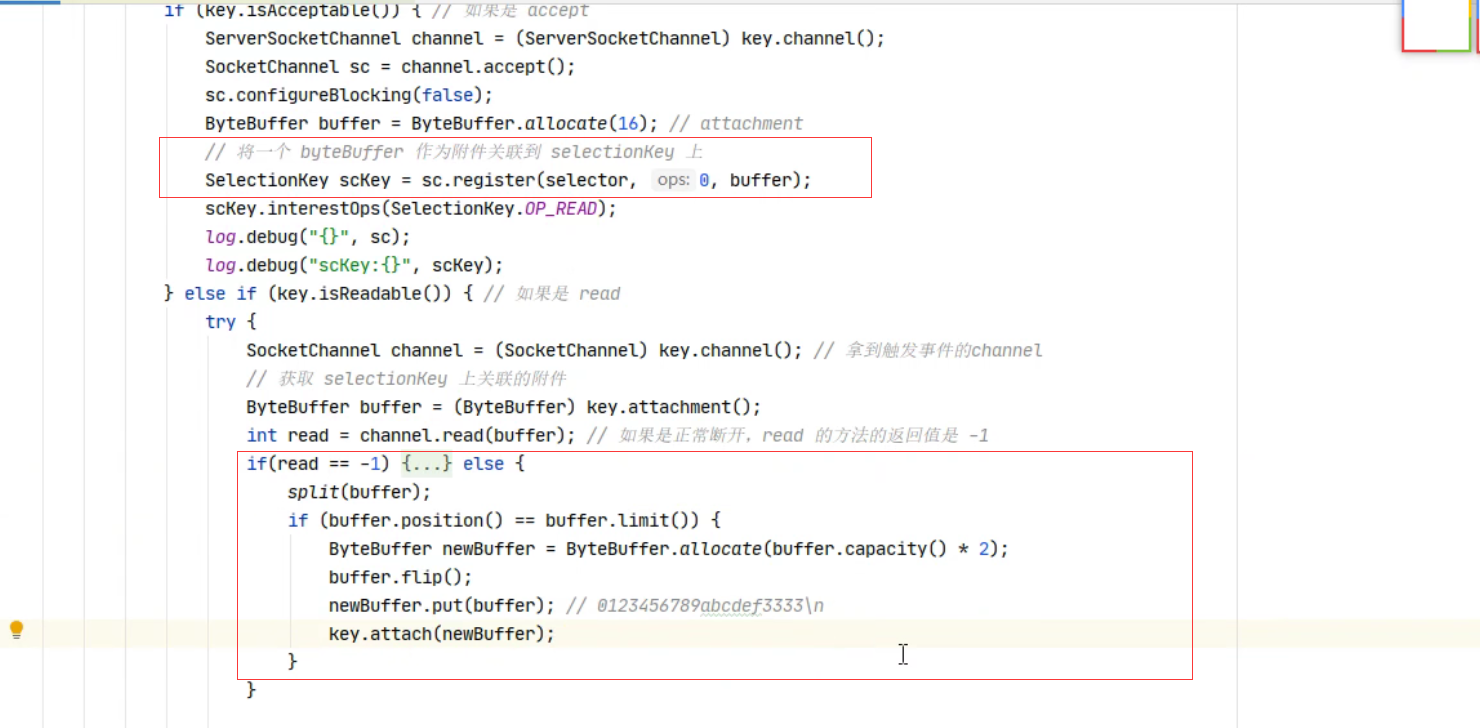 if (key.isAcceptable()) { // 如果是 accept
ServerSocketChannel channel = (ServerSocketChannel) key.channel();
SocketChannel sc = channel.accept();
sc.configureBlocking(false);
ByteBuffer buffer = ByteBuffer.allocate(16); // attachment
// 将一个 byteBuffer 作为附件关联到 selectionKey 上
SelectionKey scKey = sc.register(selector, ops: 0, buffer);
scKey.interestOps(SelectionKey.OP_READ);
log.debug("{}", sc);
log.debug("scKey:{}", scKey);
} else if (key.isReadable()) { // 如果是 read
try {
SocketChannel channel = (SocketChannel) key.channel(); // 拿到触发事件的channel
// 获取 selectionKey 上关联的附件
ByteBuffer buffer = (ByteBuffer) key.attachment();
int read = channel.read(buffer); // 如果是正常断开，read 的方法的返回值是 -1
if(read == -1) {...} else {
split(buffer);
if (buffer.position() == buffer.limit()) {
ByteBuffer newBuffer = ByteBuffer.allocate(buffer.capacity() * 2);
buffer.flip();
newBuffer.put(buffer); // 0123456789abcdef3333\n
key.attach(newBuffer);
}
}